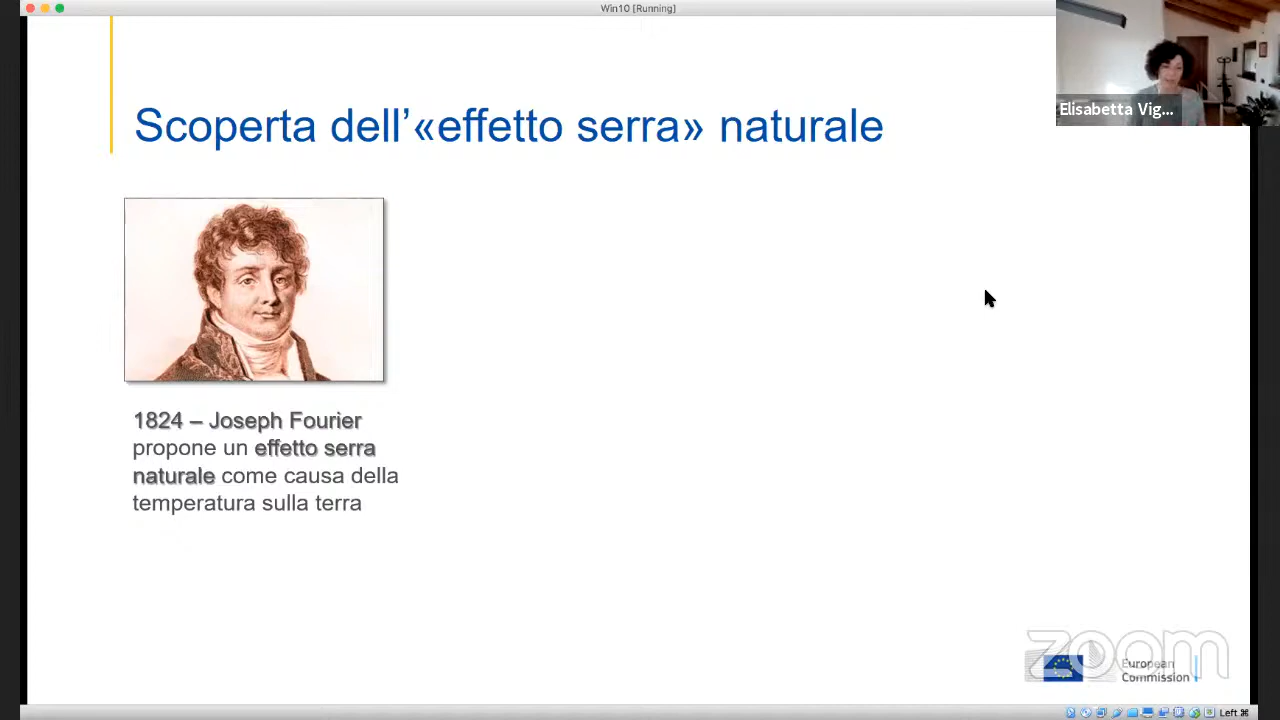 Win10 [Running]
Elisabetta Vig...
Scoperta dell’«effetto serra» naturale
1824 – Joseph Fourier
propone un effetto serra
naturale come causa della
temperatura sulla terra
zoom
European
Commission
Left ⌘